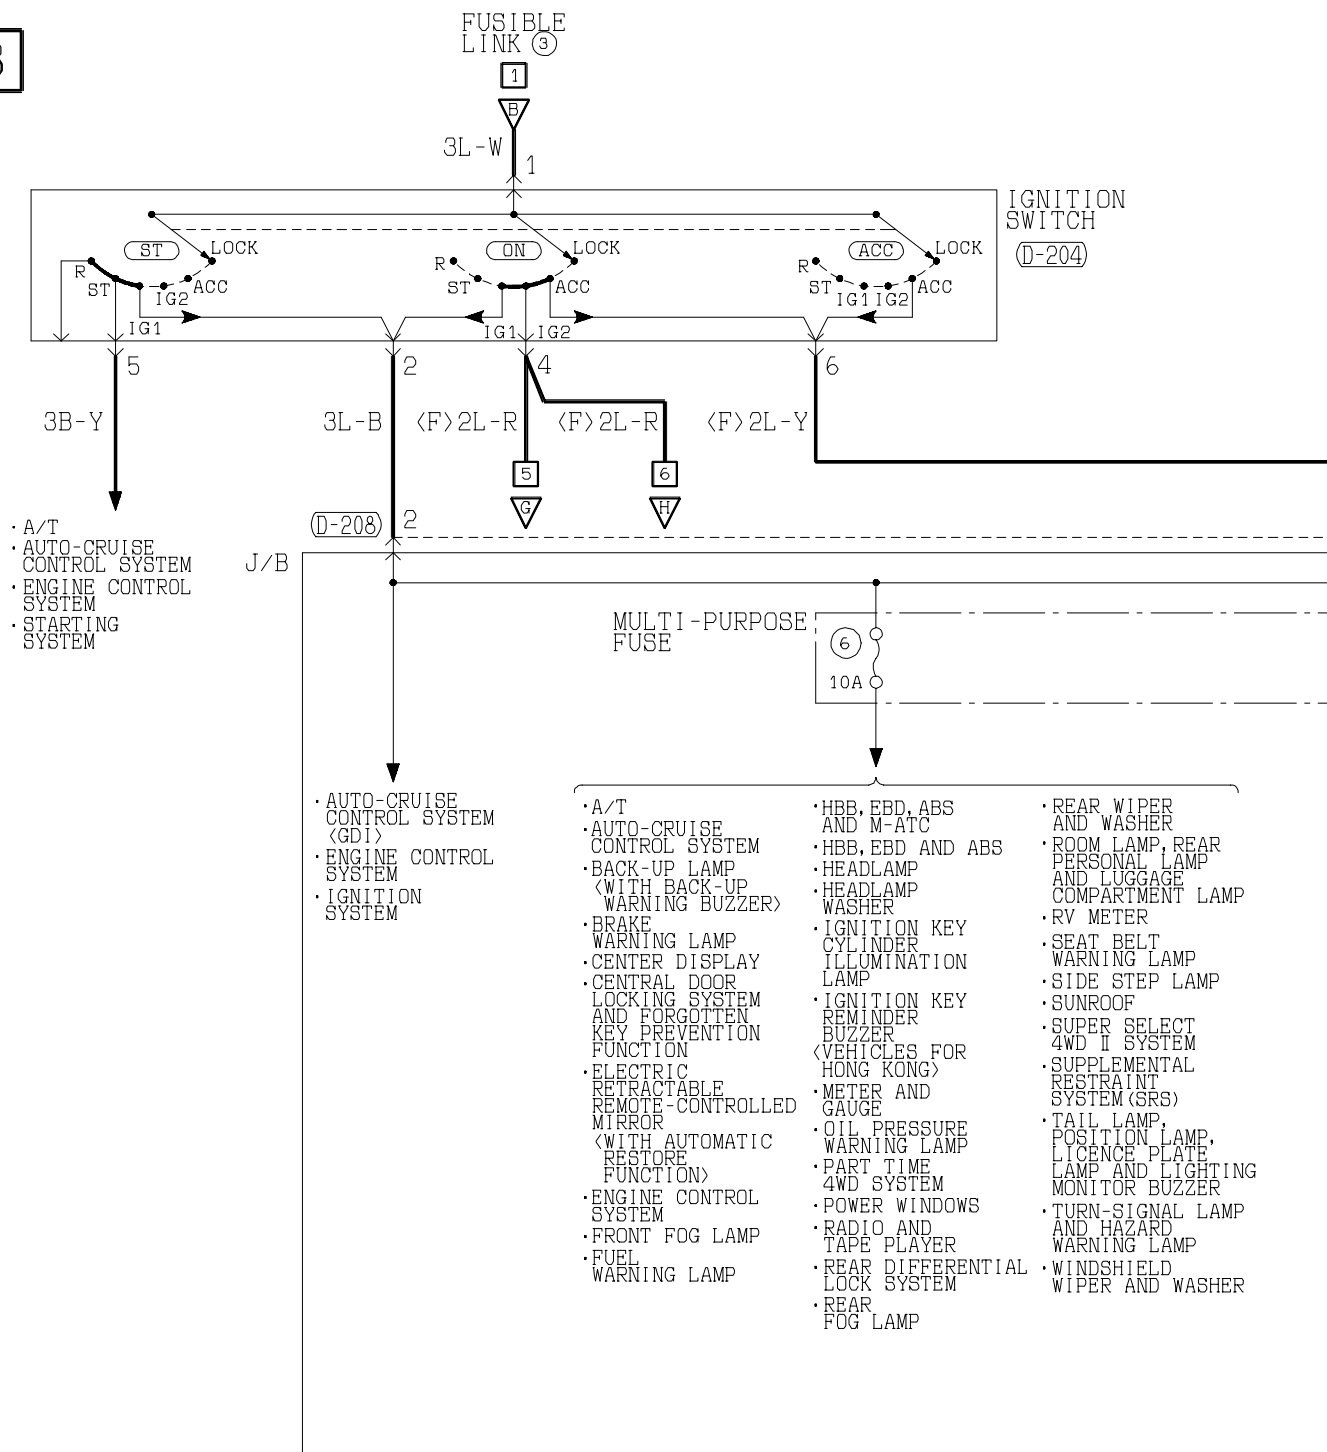 FUSIBLE
LINK ③
1
B
3L-W
1
IGNITION
SWITCH
D-204
ST
LOCK
R
ST
IG1
IG2
ACC
ON
LOCK
R
ST
IG1
IG2
ACC
ACC
LOCK
R
ST
IG1
IG2
ACC
5
2
4
6
3B-Y
3L-B
〈F〉2L-R
〈F〉2L-R
〈F〉2L-Y
5
6
G
H
D-208
2
J/B
· A/T
· AUTO-CRUISE
CONTROL SYSTEM
· ENGINE CONTROL
SYSTEM
· STARTING
SYSTEM
MULTI-PURPOSE
FUSE
6
10A
· AUTO-CRUISE
CONTROL SYSTEM
〈GDI〉
· ENGINE CONTROL
SYSTEM
· IGNITION
SYSTEM
· A/T
· AUTO-CRUISE
CONTROL SYSTEM
· BACK-UP LAMP
〈WITH BACK-UP
WARNING BUZZER〉
· BRAKE
WARNING LAMP
· CENTER DISPLAY
· CENTRAL DOOR
LOCKING SYSTEM
AND FORGOTTEN
KEY PREVENTION
FUNCTION
· ELECTRIC
RETRACTABLE
REMOTE-CONTROLLED
MIRROR
〈WITH AUTOMATIC
RESTORE
FUNCTION〉
· ENGINE CONTROL
SYSTEM
· FRONT FOG LAMP
· FUEL
WARNING LAMP
· HBB, EBD, ABS
AND M-ATC
· HBB, EBD AND ABS
· HEADLAMP
· HEADLAMP
WASHER
· IGNITION KEY
CYLINDER
ILLUMINATION
LAMP
· IGNITION KEY
REMINDER
BUZZER
〈VEHICLES FOR
HONG KONG〉
· METER AND
GAUGE
· OIL PRESSURE
WARNING LAMP
· PART TIME
4WD SYSTEM
· POWER WINDOWS
· RADIO AND
TAPE PLAYER
· REAR DIFFERENTIAL
LOCK SYSTEM
· REAR
FOG LAMP
· REAR WIPER
AND WASHER
· ROOM LAMP, REAR
PERSONAL LAMP
AND LUGGAGE
COMPARTMENT LAMP
· RV METER
· SEAT BELT
WARNING LAMP
· SIDE STEP LAMP
· SUNROOF
· SUPER SELECT
4WD Ⅱ SYSTEM
· SUPPLEMENTAL
RESTRAINT
SYSTEM(SRS)
· TAIL LAMP,
POSITION LAMP,
LICENCE PLATE
LAMP AND LIGHTING
MONITOR BUZZER
· TURN-SIGNAL LAMP
AND HAZARD
WARNING LAMP
· WINDSHIELD
WIPER AND WASHER